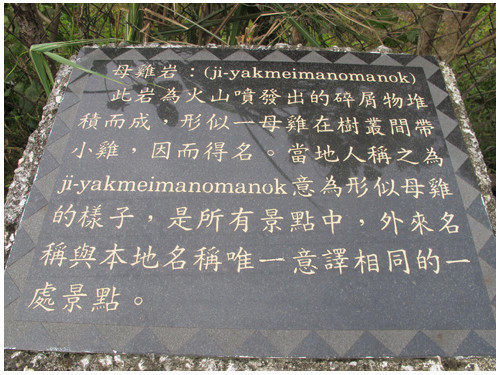 母雞岩：(ji-yakmeimanomanok)
此岩為火山噴發出的碎屑物堆
積而成，形似一母雞在樹叢間帶
小雞，因而得名。當地人稱之為
ji-yakmeimanomanok意為形似母雞
的樣子，是所有景點中，外來名
稱與本地名稱唯一意譯相同的一
處景點。